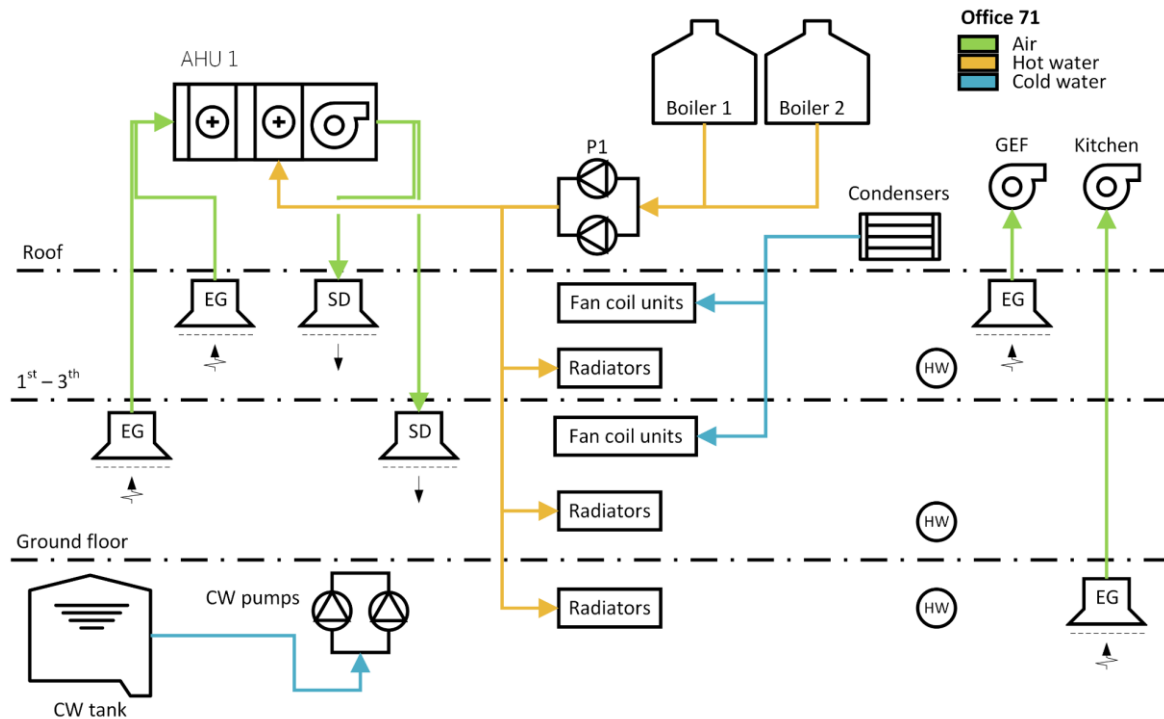 Office 71
Air
Hot water
Cold water
AHU 1
Boiler 1
Boiler 2
P1
GEF
Kitchen
Condensers
Roof
EG
SD
Fan coil units
EG
Radiators
HW
1st – 3th
EG
SD
Fan coil units
Radiators
HW
Ground floor
CW pumps
Radiators
HW
EG
CW tank